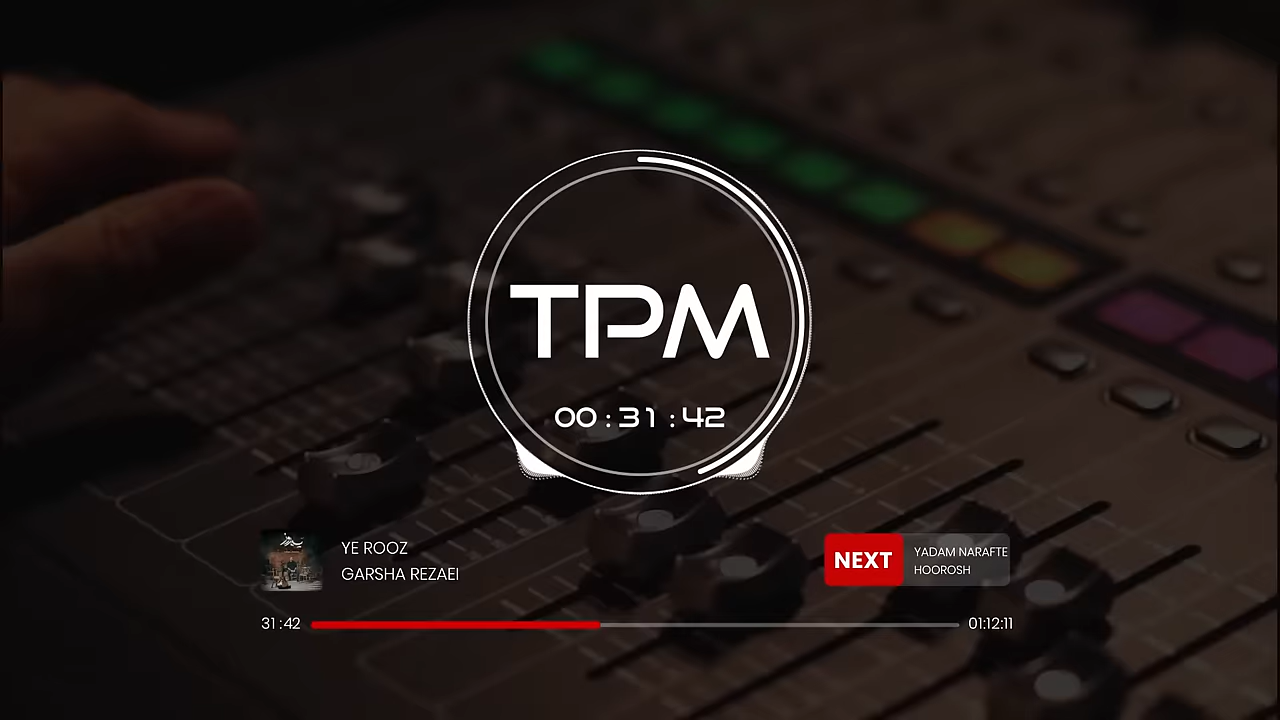 TPM
00 : 31 : 42
YE ROOZ
GARSHA REZAEI
NEXT
YADAM NARAFTE
HOOROSH
31:42
01:12:11